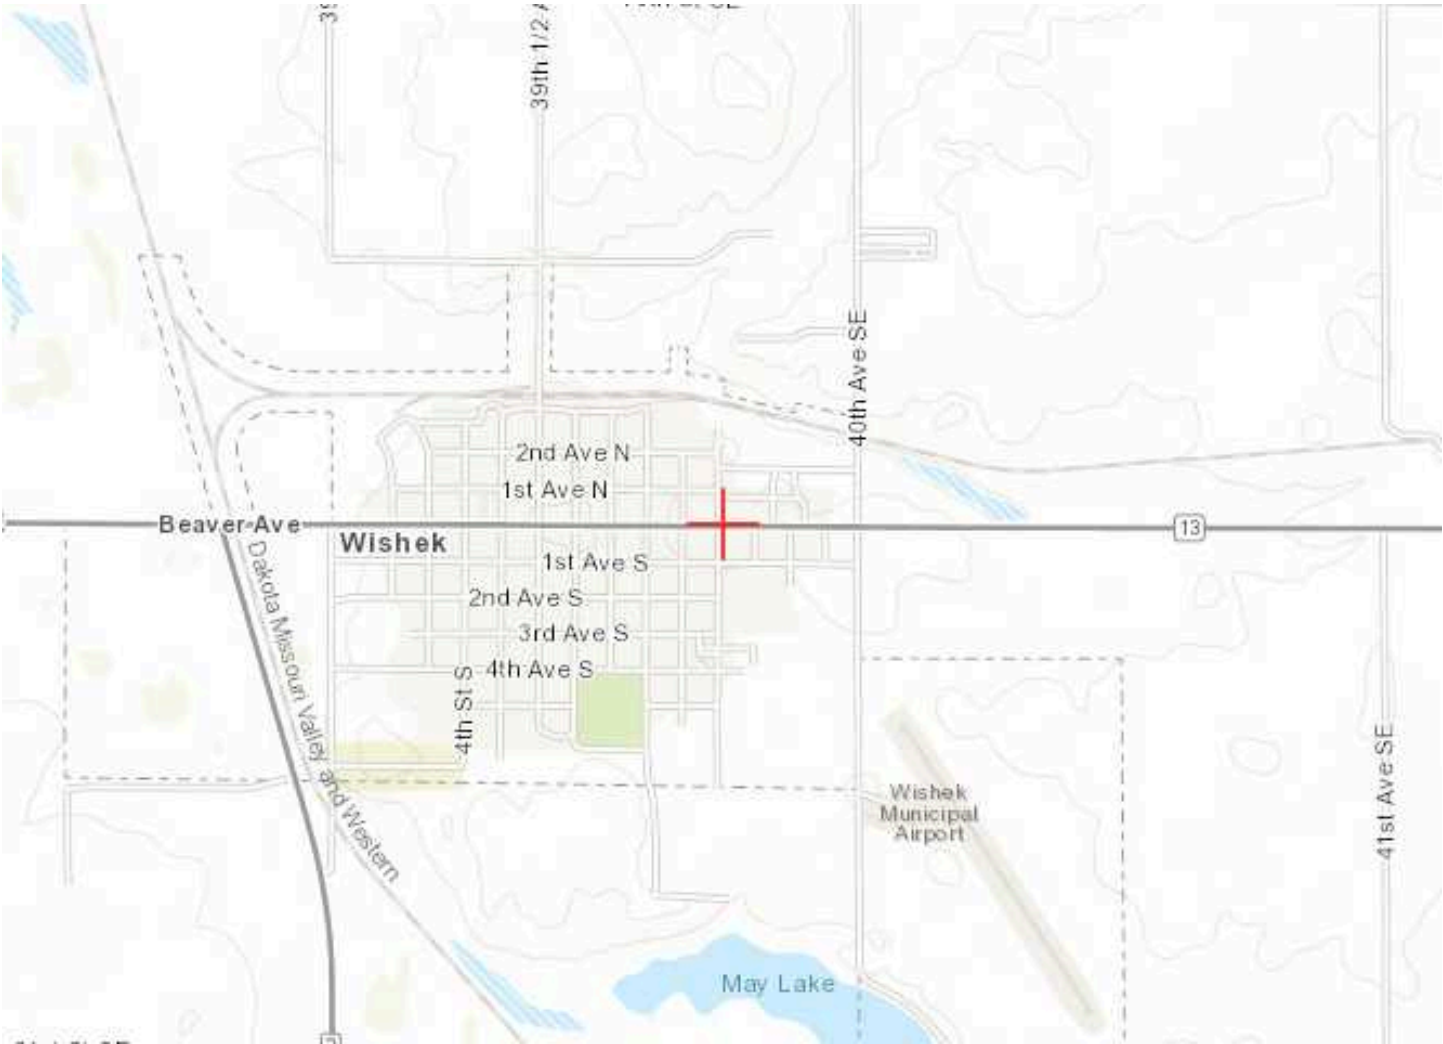 39th 1/2 A
40th Ave SE
2nd Ave N
1st Ave N
Beaver Ave
Wishek
13
1st Ave S
2nd Ave S
3rd Ave S
4th Ave S
4th St S
Dakota Missouri Valley and Western
Wishek
Municipal
Airport
41st Ave SE
May Lake